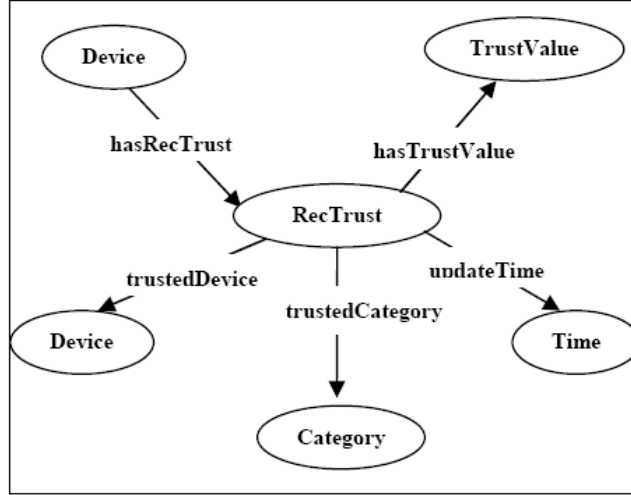 TrustValue
Device
hasRecTrust
hasTrustValue
RecTrust
trustedDevice
updateTime
trustedCategory
Device
Time
Category